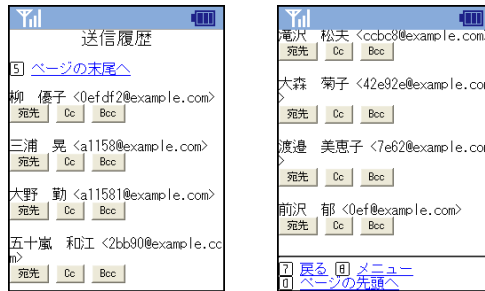 送信履歴
5 ページの末尾へ
柳 優子 <0efdf2@example.com>
宛先 Cc Bcc
三浦 晃 <a1158@example.com>
宛先 Cc Bcc
大野 勤 <a11581@example.com>
宛先 Cc Bcc
五十嵐 和江 <2bb90@example.co
m>
宛先 Cc Bcc
滝沢 松夫 <ccbc8@example.com
宛先 Cc Bcc
大森 菊子 <42e92e@example.com
>
宛先 Cc Bcc
渡邉 美恵子 <7e62@example.com
>
宛先 Cc Bcc
前沢 郁 <0ef@example.com>
宛先 Cc Bcc
7 戻る 8 メニュー
0 ページの先頭へ